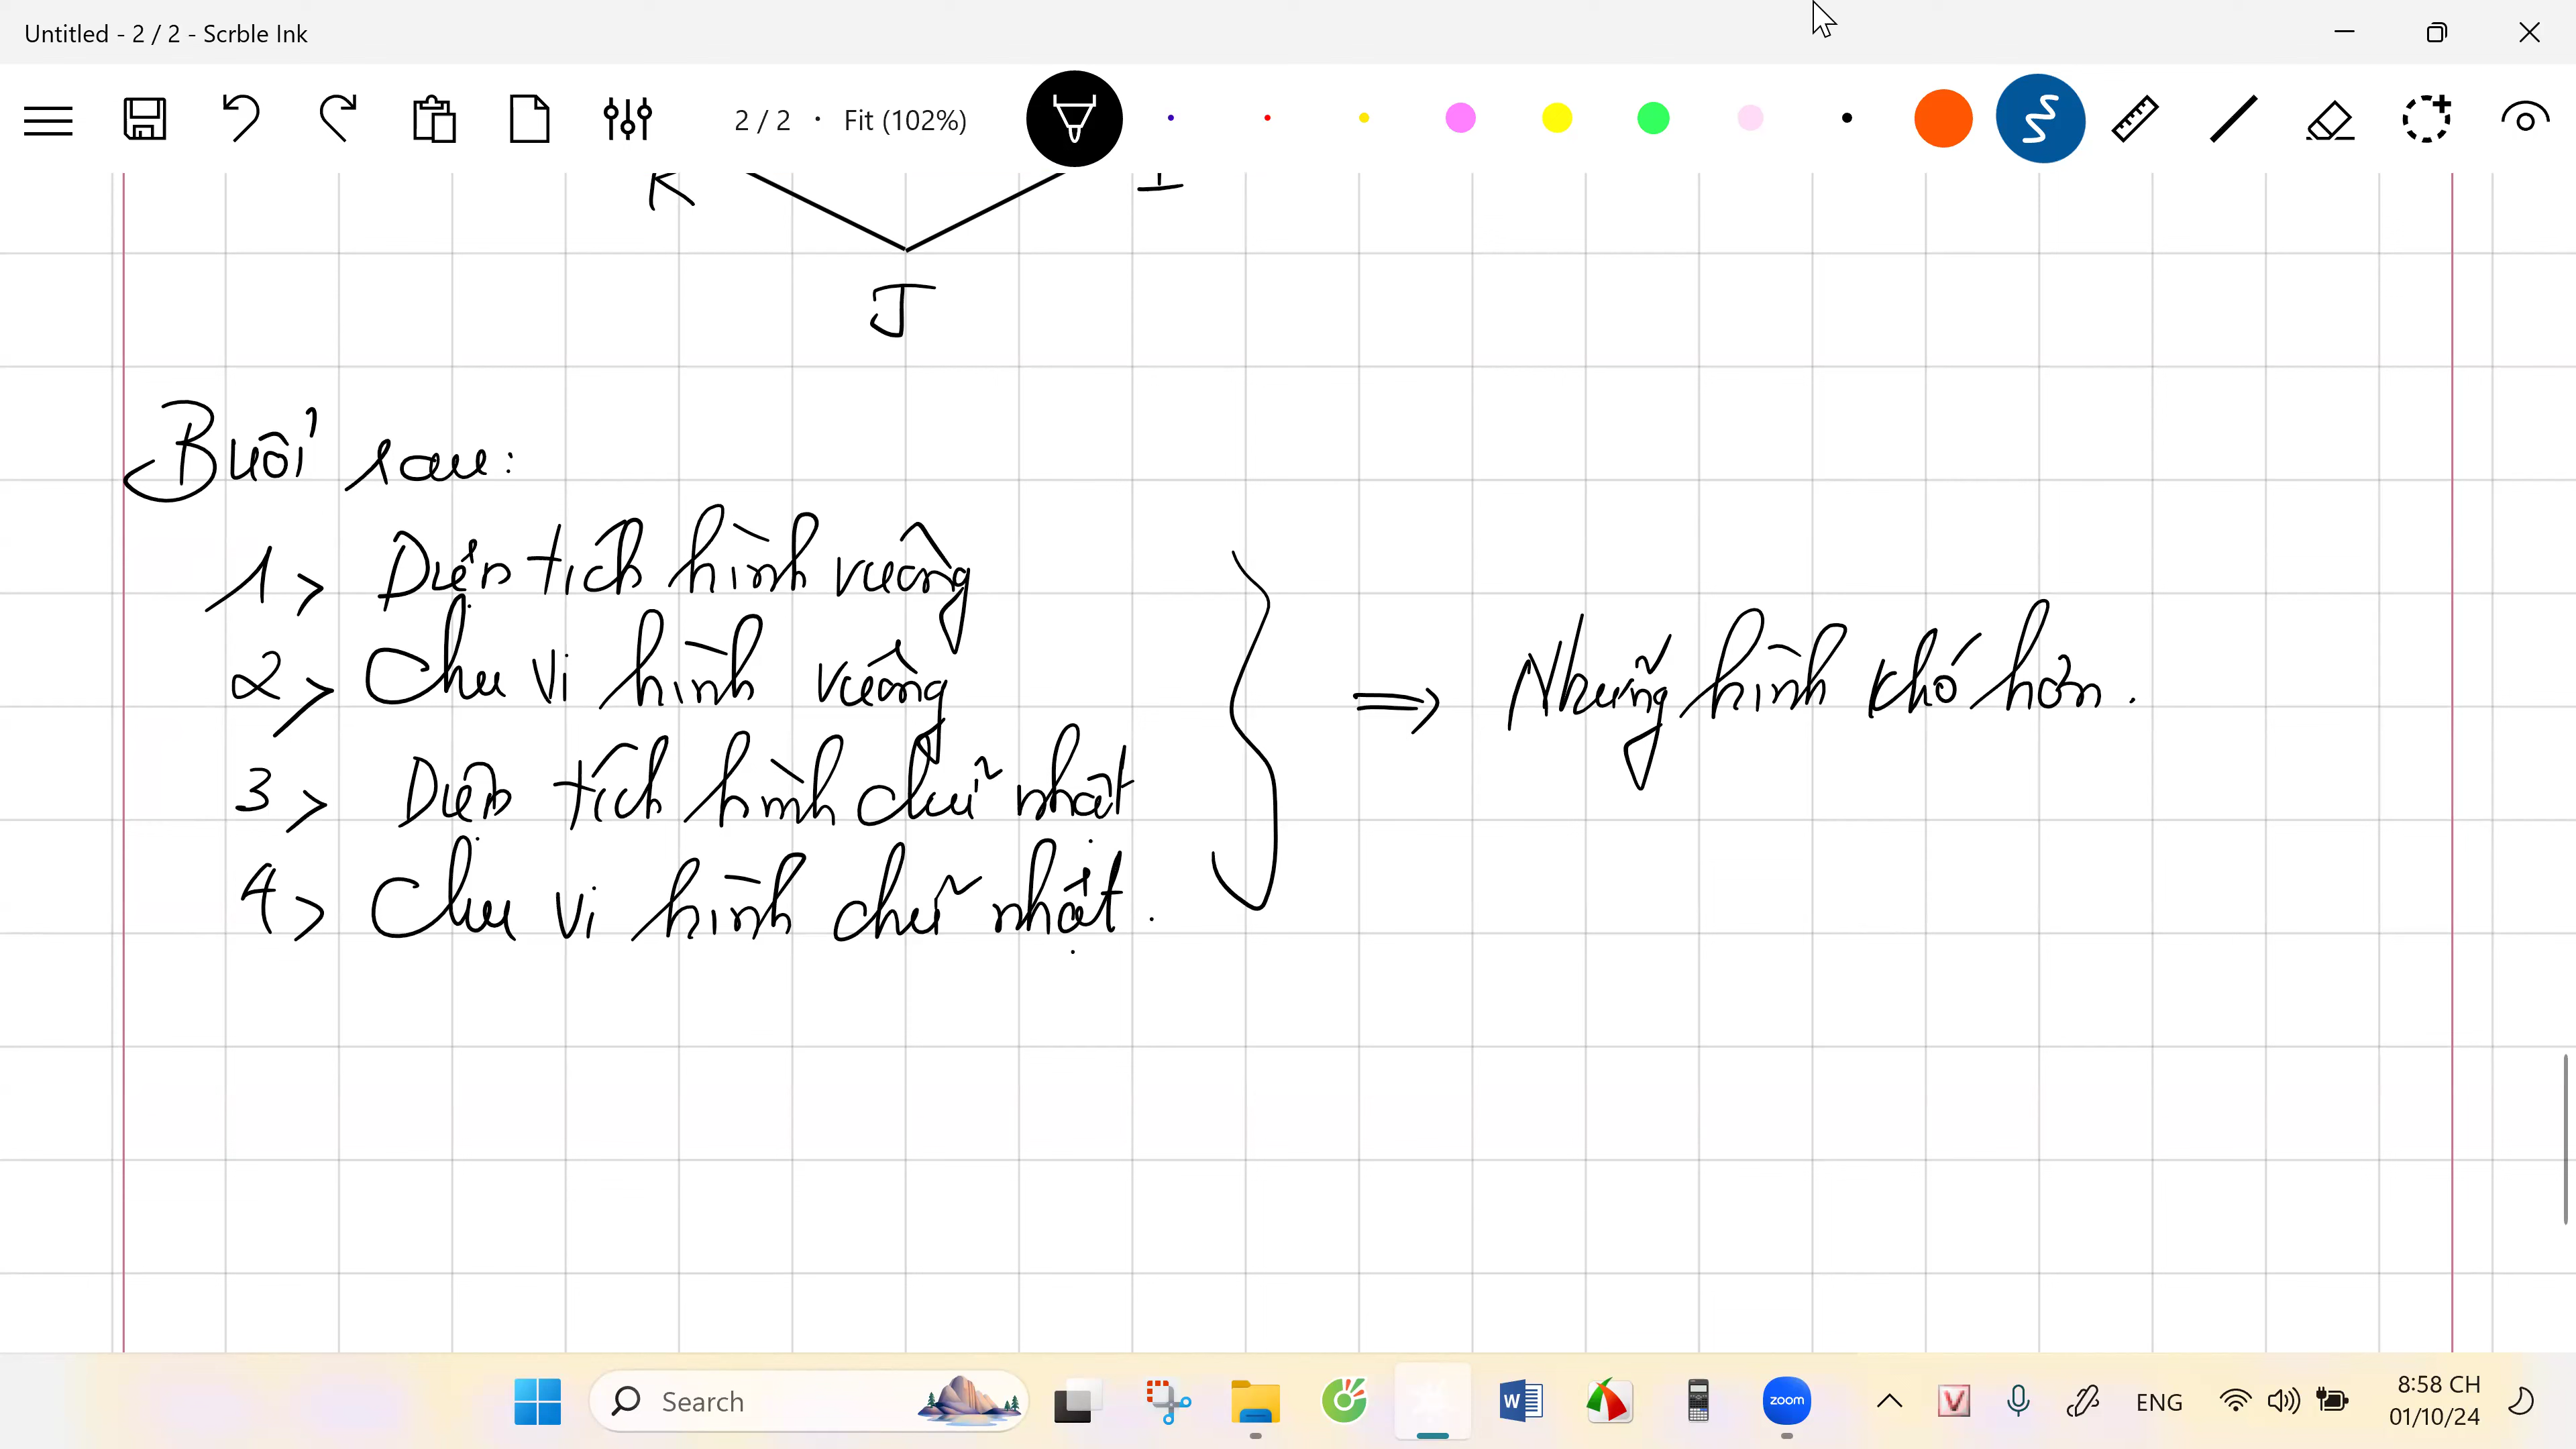 Untitled - 2 / 2 - Scrble Ink
2 / 2 · Fit (102%)
K I
J
Buổi sau:
1> Diện tích hình vuông
2> Chu vi hình vuông
3> Diện tích hình chữ nhật
4> Chu vi hình chữ nhật.
⇒ Những hình khó hơn.
Search
W
zoom
V
ENG
8:58 CH
01/10/24